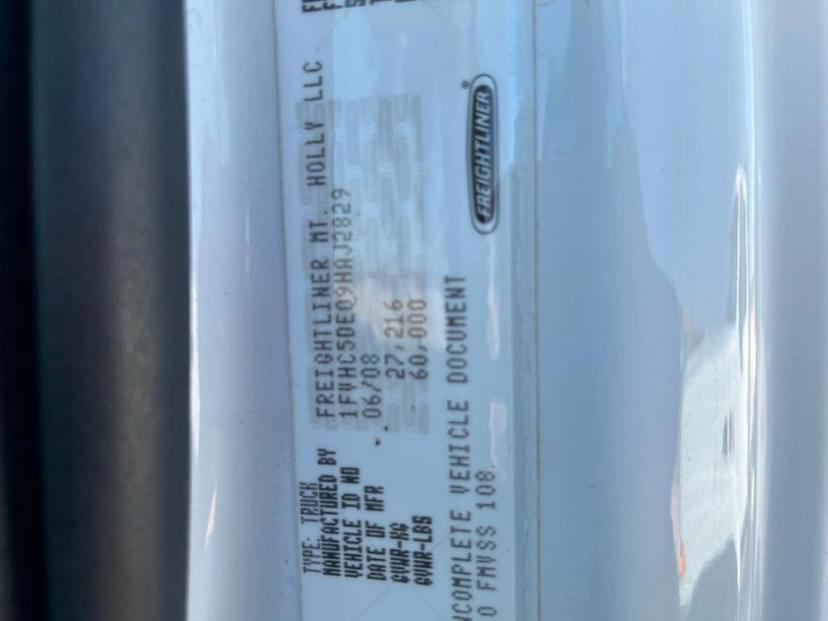 TYPE: TRUCK
MANUFACTURED BY FREIGHTLINER MT. HOLLY LLC
VEHICLE ID NO 1FVHC5DE09HAJ2829
DATE OF MFR 06/08
GVWR-KG 27,216
GVWR-LBS 60,000
NCOMPLETE VEHICLE DOCUMENT
O FMVSS 108.
FREIGHTLINER®